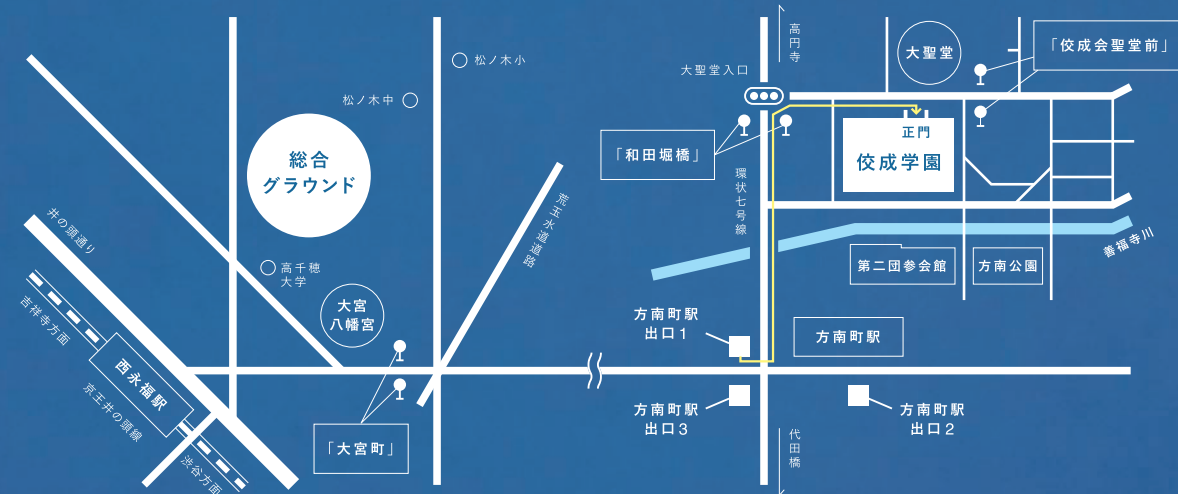 松ノ木小
松ノ木中
総合
グラウンド
井の頭通り
高千穂
大学
大宮
八幡宮
荒玉水道道路
吉祥寺方面
西永福駅
京王井の頭線
渋谷方面
「大宮町」
高円寺
大聖堂入口
大聖堂
「佼成会聖堂前」
「和田堀橋」
正門
佼成学園
環状七号線
善福寺川
第二団参会館
方南公園
方南町駅
出口1
方南町駅
方南町駅
出口3
方南町駅
出口2
代田橋